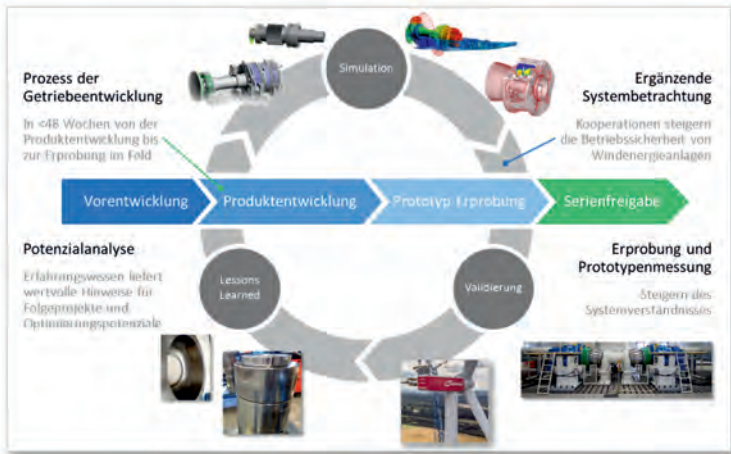 Simulation
Prozess der
Getriebeentwicklung
In <48 Wochen von der
Produktentwicklung bis
zur Erprobung im Feld
Ergänzende
Systembetrachtung
Kooperationen steigern
die Betriebssicherheit von
Windenergieanlagen
Vorentwicklung
Produktentwicklung
Prototyp Erprobung
Serienfreigabe
Potenzialanalyse
Erfahrungswissen liefert
wertvolle Hinweise für
Folgeprojekte und
Optimierungspotenziale
Lessons
Learned
Validierung
Erprobung und
Prototypenmessung
Steigern des
Systemverständnisses